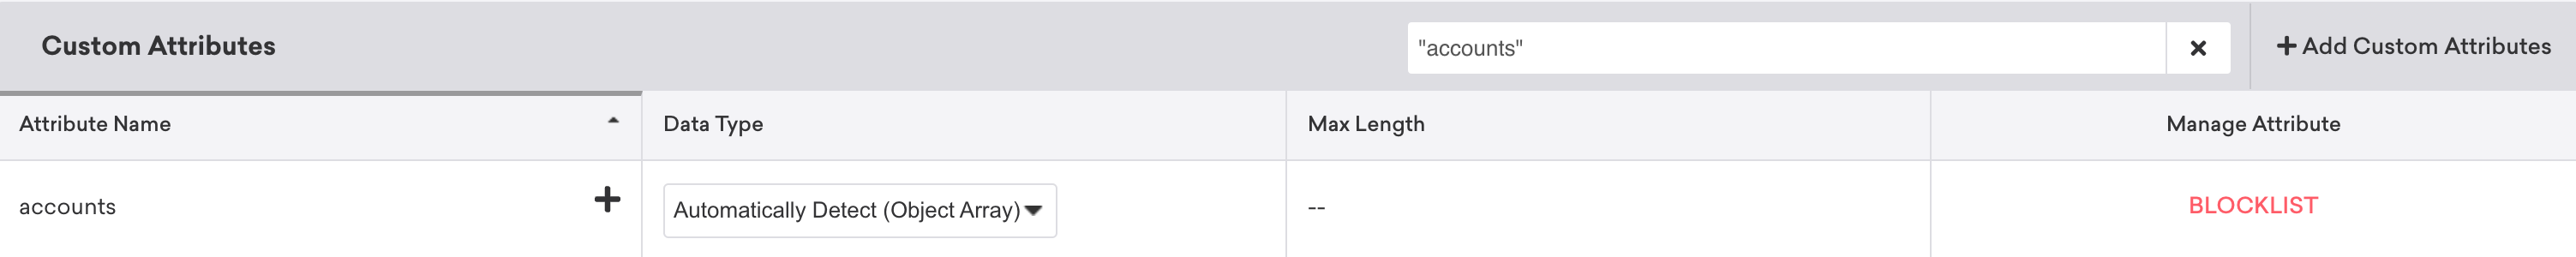 Custom Attributes
"accounts"
Add Custom Attributes
Attribute Name
Data Type
Max Length
Manage Attribute
accounts
Automatically Detect (Object Array)
--
BLOCKLIST